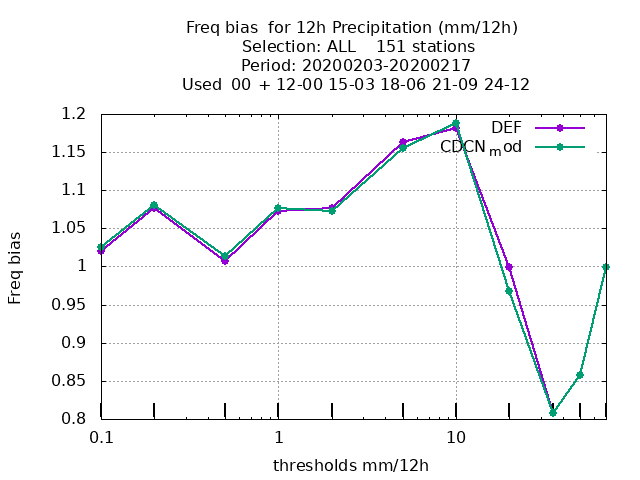 Freq bias  for 12h Precipitation (mm/12h)
Selection: ALL    151 stations
Period: 20200203-20200217
Used  00 + 12-00 15-03 18-06 21-09 24-12
1.2
1.15
1.1
1.05
1
0.95
0.9
0.85
0.8
Freq bias
DEF
CDCNmod
0.1
1
10
thresholds mm/12h